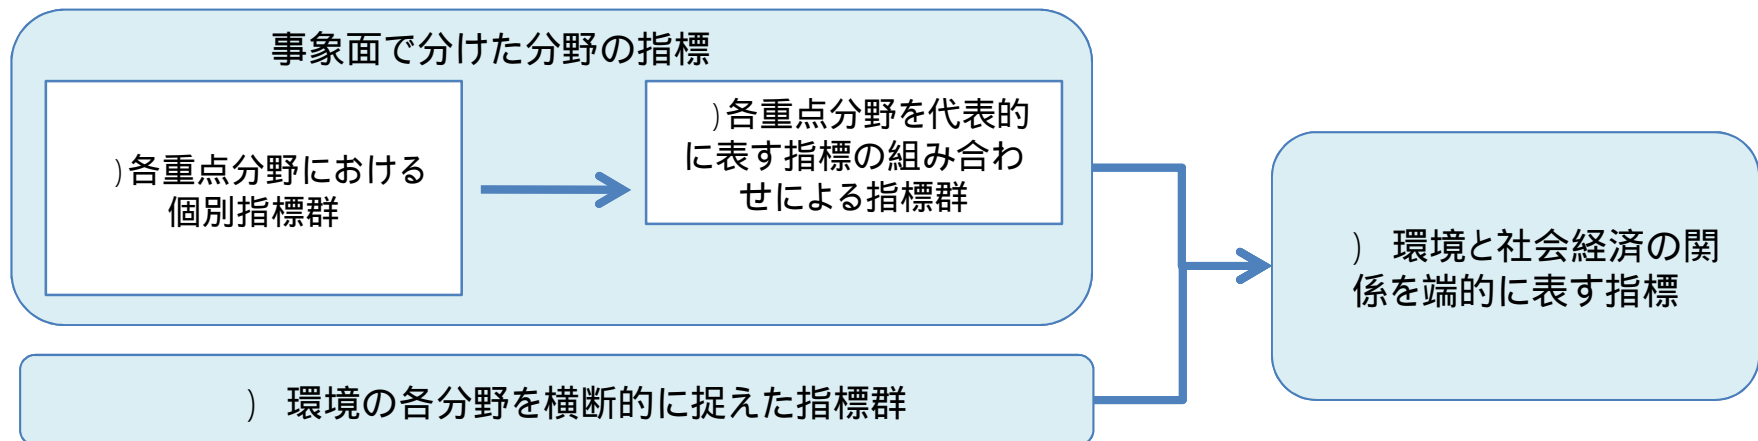 事象面で分けた分野の指標
)各重点分野における
個別指標群
)各重点分野を代表的
に表す指標の組み合わ
せによる指標群
) 環境の各分野を横断的に捉えた指標群
) 環境と社会経済の関
係を端的に表す指標